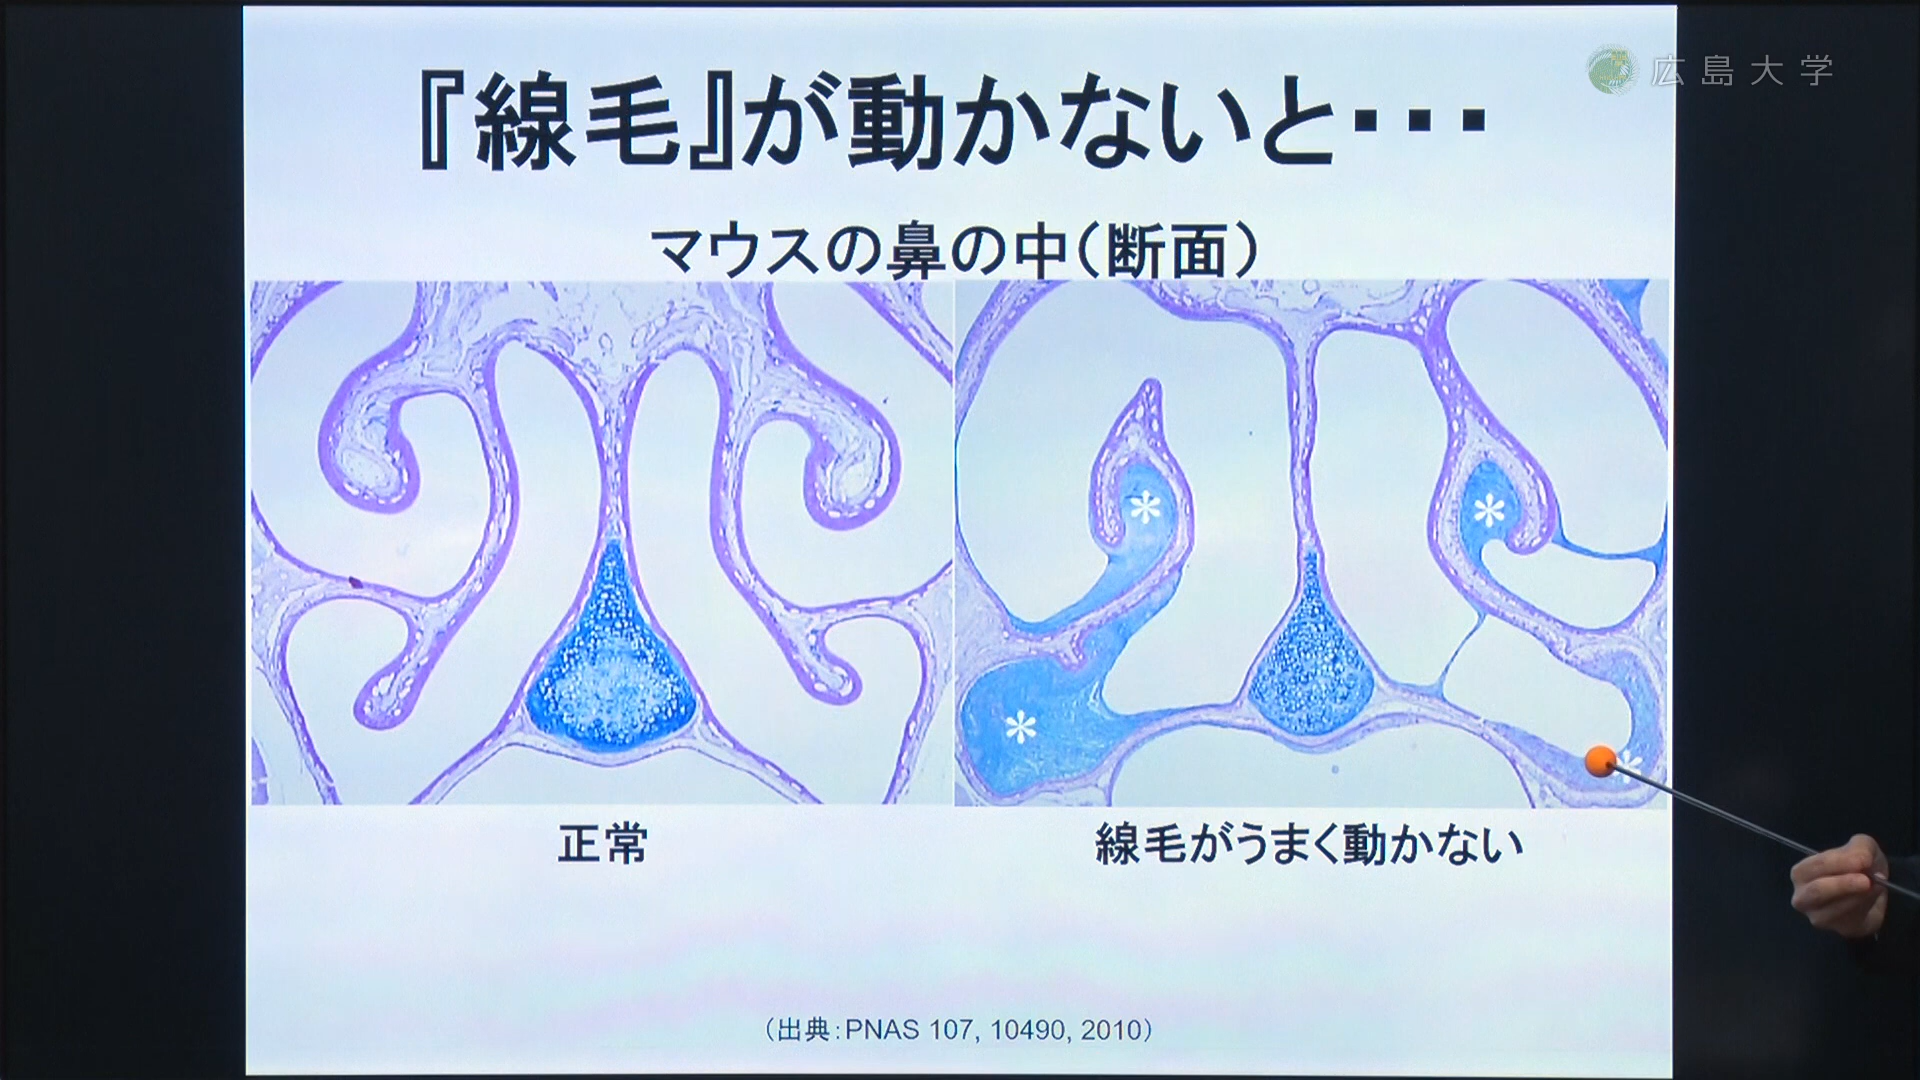 広島大学
『線毛』が動かないと・・・
マウスの鼻の中（断面）
*
*
*
*
正常
線毛がうまく動かない
（出典：PNAS 107, 10490, 2010）